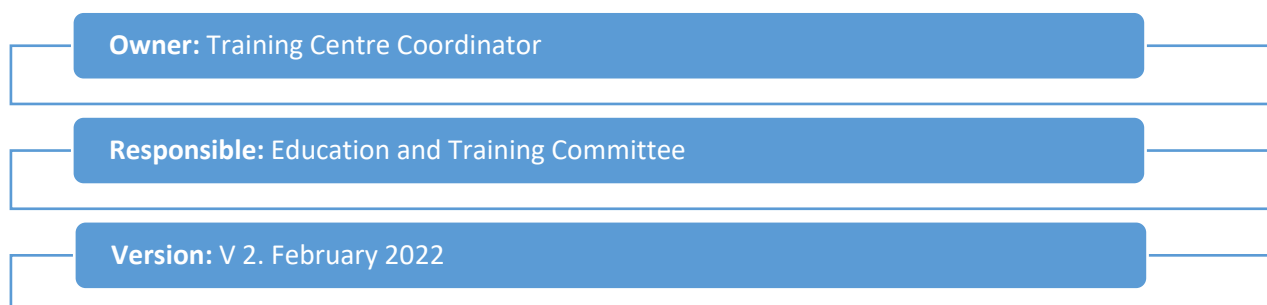 Owner: Training Centre Coordinator
Responsible: Education and Training Committee
Version: V 2. February 2022